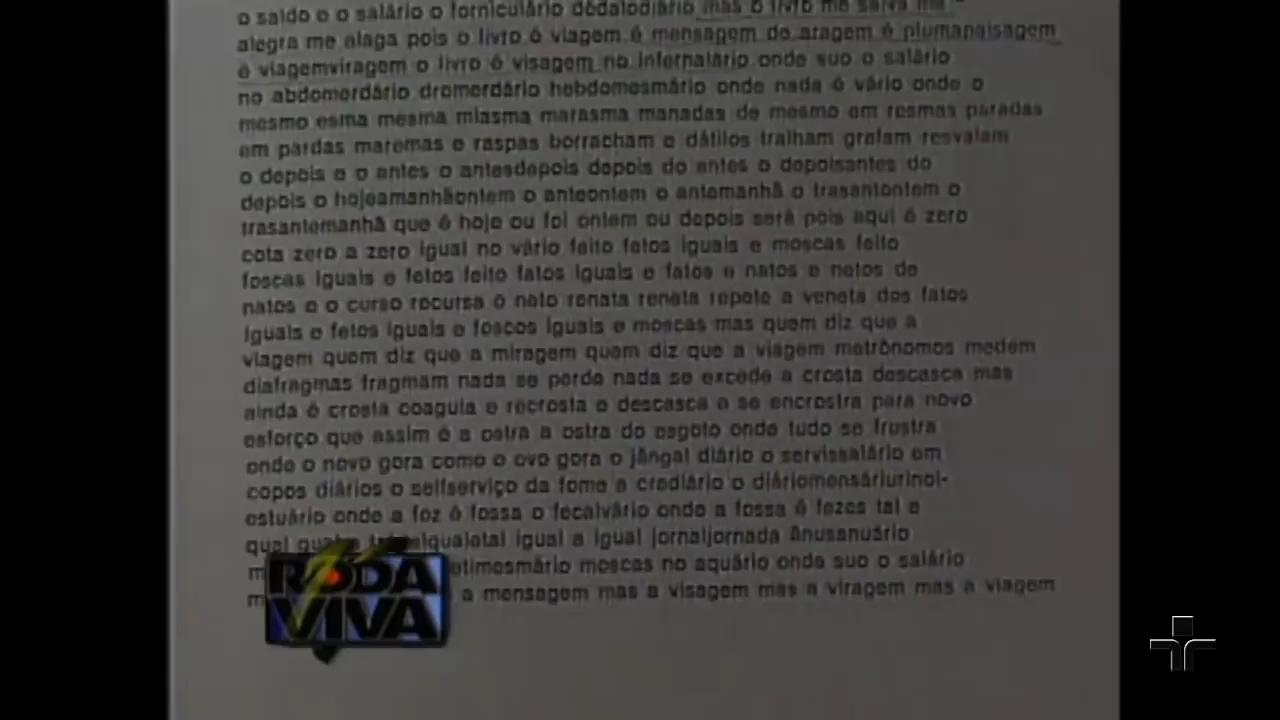 o saldo e o salário o forniculário dédalodiário mas o livro me salva me
alegra me alaga pois o livro é viagem é mensagem de aragem é plumapaisagem
é viagemviragem o livro é visagem no infernalário onde suo o salário
no abdomerdário dromerdário hebdomesmário onde nada é vário onde o
mesmo esma mesma miasma marasma manadas de mesmo em resmas paradas
em pardas maremas e raspas borracham e dátilos tralham grafam resvalam
o depois e o antes o antesdepois depois do antes o depoisantes do
depois o hojeamanhãontem o anteontem o antemanhã o trasantontem o
trasantemanhã que é hoje ou foi ontem ou depois será pois aqui é zero
cota zero a zero igual no vário feito fetos iguais e moscas feito
foscas iguais e fetos feito fatos iguais e fatos e natos e netos de
natos e o curso recursa o neto renata reneta repete a veneta dos fatos
iguais e fetos iguais e foscos iguais e moscas mas quem diz que a
viagem quem diz que a miragem quem diz que a viagem metrônomos medem
diafragmas fragmam nada se perde nada se excede a crosta descasca mas
ainda é crosta coagula e recrosta e descasca e se encrostra para novo
esforço que assim é a ostra a ostra do esgoto onde tudo se frustra
onde o novo gora como o ovo gora o jângal diário o servissalário em
copos diários o selfserviço da fome a crediário o diáriomensáriurinol-
estuário onde a foz é fossa o fecalvário onde a fossa é fezes tal e
qual igual a igual jornaljornada ânusanuário
etimesmário moscas no aquário onde suo o salário
a mensagem mas a visagem mas a viragem mas a viagem
RODA
VIVA